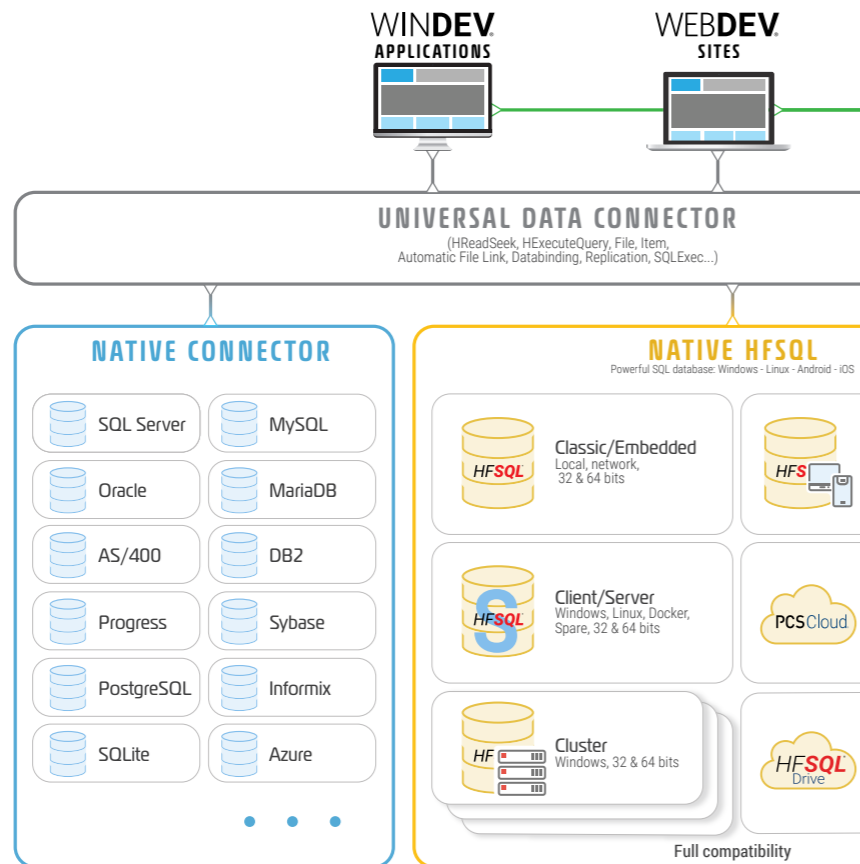 WINDEV®
APPLICATIONS
WEBDEV®
SITES
UNIVERSAL DATA CONNECTOR
(HReadSeek, HExecuteQuery, File, Item,
Automatic File Link, Databinding, Replication, SQLExec...)
NATIVE CONNECTOR
SQL Server
MySQL
Oracle
MariaDB
AS/400
DB2
Progress
Sybase
PostgreSQL
Informix
SQLite
Azure
NATIVE HFSQL
Powerful SQL database: Windows - Linux - Android - iOS
HFSQL
Classic/Embedded
Local, network,
32 & 64 bits
HFS
HFSQL
S
Client/Server
Windows, Linux, Docker,
Spare, 32 & 64 bits
PCSCloud
HF
Cluster
Windows, 32 & 64 bits
HFSQL
Drive
Full compatibility